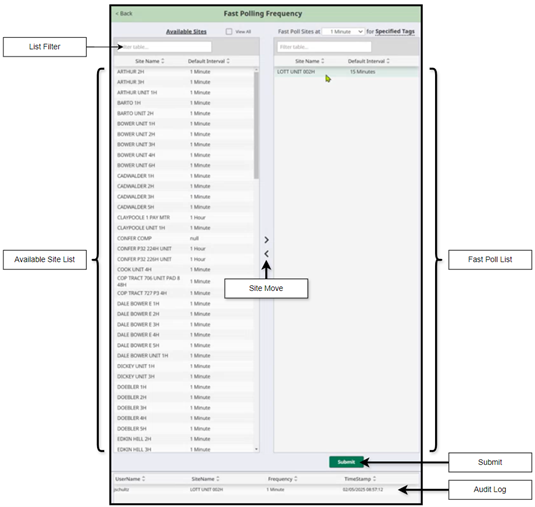 < Back Fast Polling Frequency
Available Sites View All Fast Poll Sites at 1 Minute for Specified Tags
List Filter
Filter table... Filter table...
Site Name Default Interval Site Name Default Interval
ARTHUR 2H 1 Minute LOTT UNIT 002H 15 Minutes
ARTHUR 3H 1 Minute
ARTHUR UNIT 1H 1 Minute
BARTO 1H 1 Minute
BARTO UNIT 2H 1 Minute
BOWER UNIT 1H 1 Minute
BOWER UNIT 2H 1 Minute
BOWER UNIT 3H 1 Minute
BOWER UNIT 4H 1 Minute
BOWER UNIT 6H 1 Minute
CADWALDER 1H 1 Minute
CADWALDER 2H 1 Minute
CADWALDER 3H 1 Minute
CADWALDER 5H 1 Minute
CLAYPOOLE 1 PAY MTR 1 Hour
CLAYPOOLE UNIT 1H 1 Minute
CONFER COMP null
CONFER P32 224H UNIT 1 Hour
Available Site List CONFER P32 226H UNIT 1 Hour Fast Poll List
COOK UNIT 4H 1 Minute
COP TRACT 706 UNIT PAD 8 1 Minute
48H
Site Move
COP TRACT 727 P3 4H 1 Minute
DALE BOWER E 1H 1 Minute
DALE BOWER E 2H 1 Minute
DALE BOWER E 3H 1 Minute
DALE BOWER E 4H 1 Minute
DALE BOWER E 5H 1 Minute
DALE BOWER UNIT 1H 1 Minute
DICKEY UNIT 1H 1 Minute
DICKEY UNIT 3H 1 Minute
DOEBLER 1H 1 Minute
DOEBLER 2H 1 Minute
DOEBLER 3H 1 Minute
DOEBLER 4H 1 Minute
DOEBLER 5H 1 Minute
EDKIN HILL 2H 1 Minute
EDKIN HILL 3H 1 Minute
Submit Submit
UserName SiteName Frequency TimeStamp
LOTT UNIT 002H 1 Minute 02/05/2025 08:57:12 Audit Log